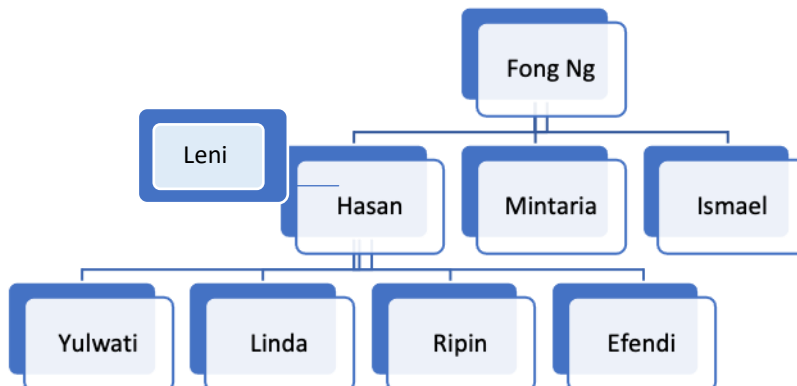 Fong Ng
Leni
Hasan
Mintaria
Ismael
Yulwati
Linda
Ripin
Efendi